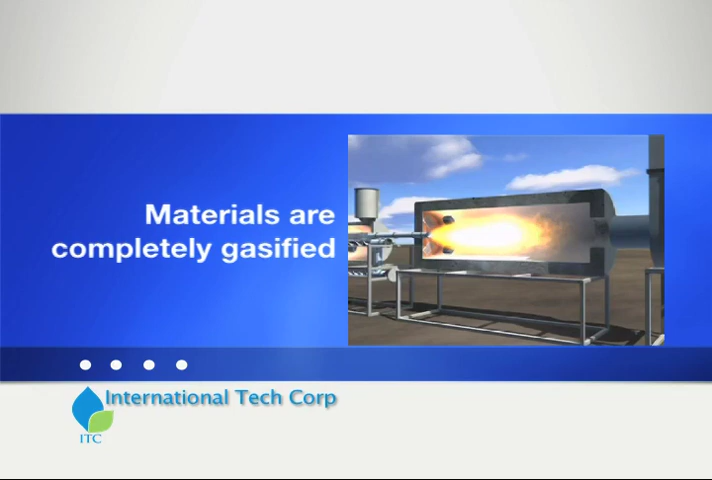 Materials are
completely gasified
International Tech Corp
ITC